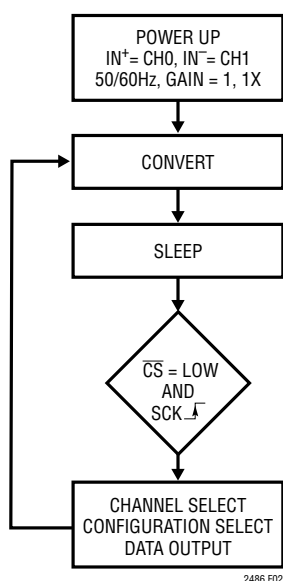 POWER UP
IN⁺= CH0, IN⁻= CH1
50/60Hz, GAIN = 1, 1X
CONVERT
SLEEP
C̅S̅ = LOW
AND
SCK
CHANNEL SELECT
CONFIGURATION SELECT
DATA OUTPUT
2486 F02